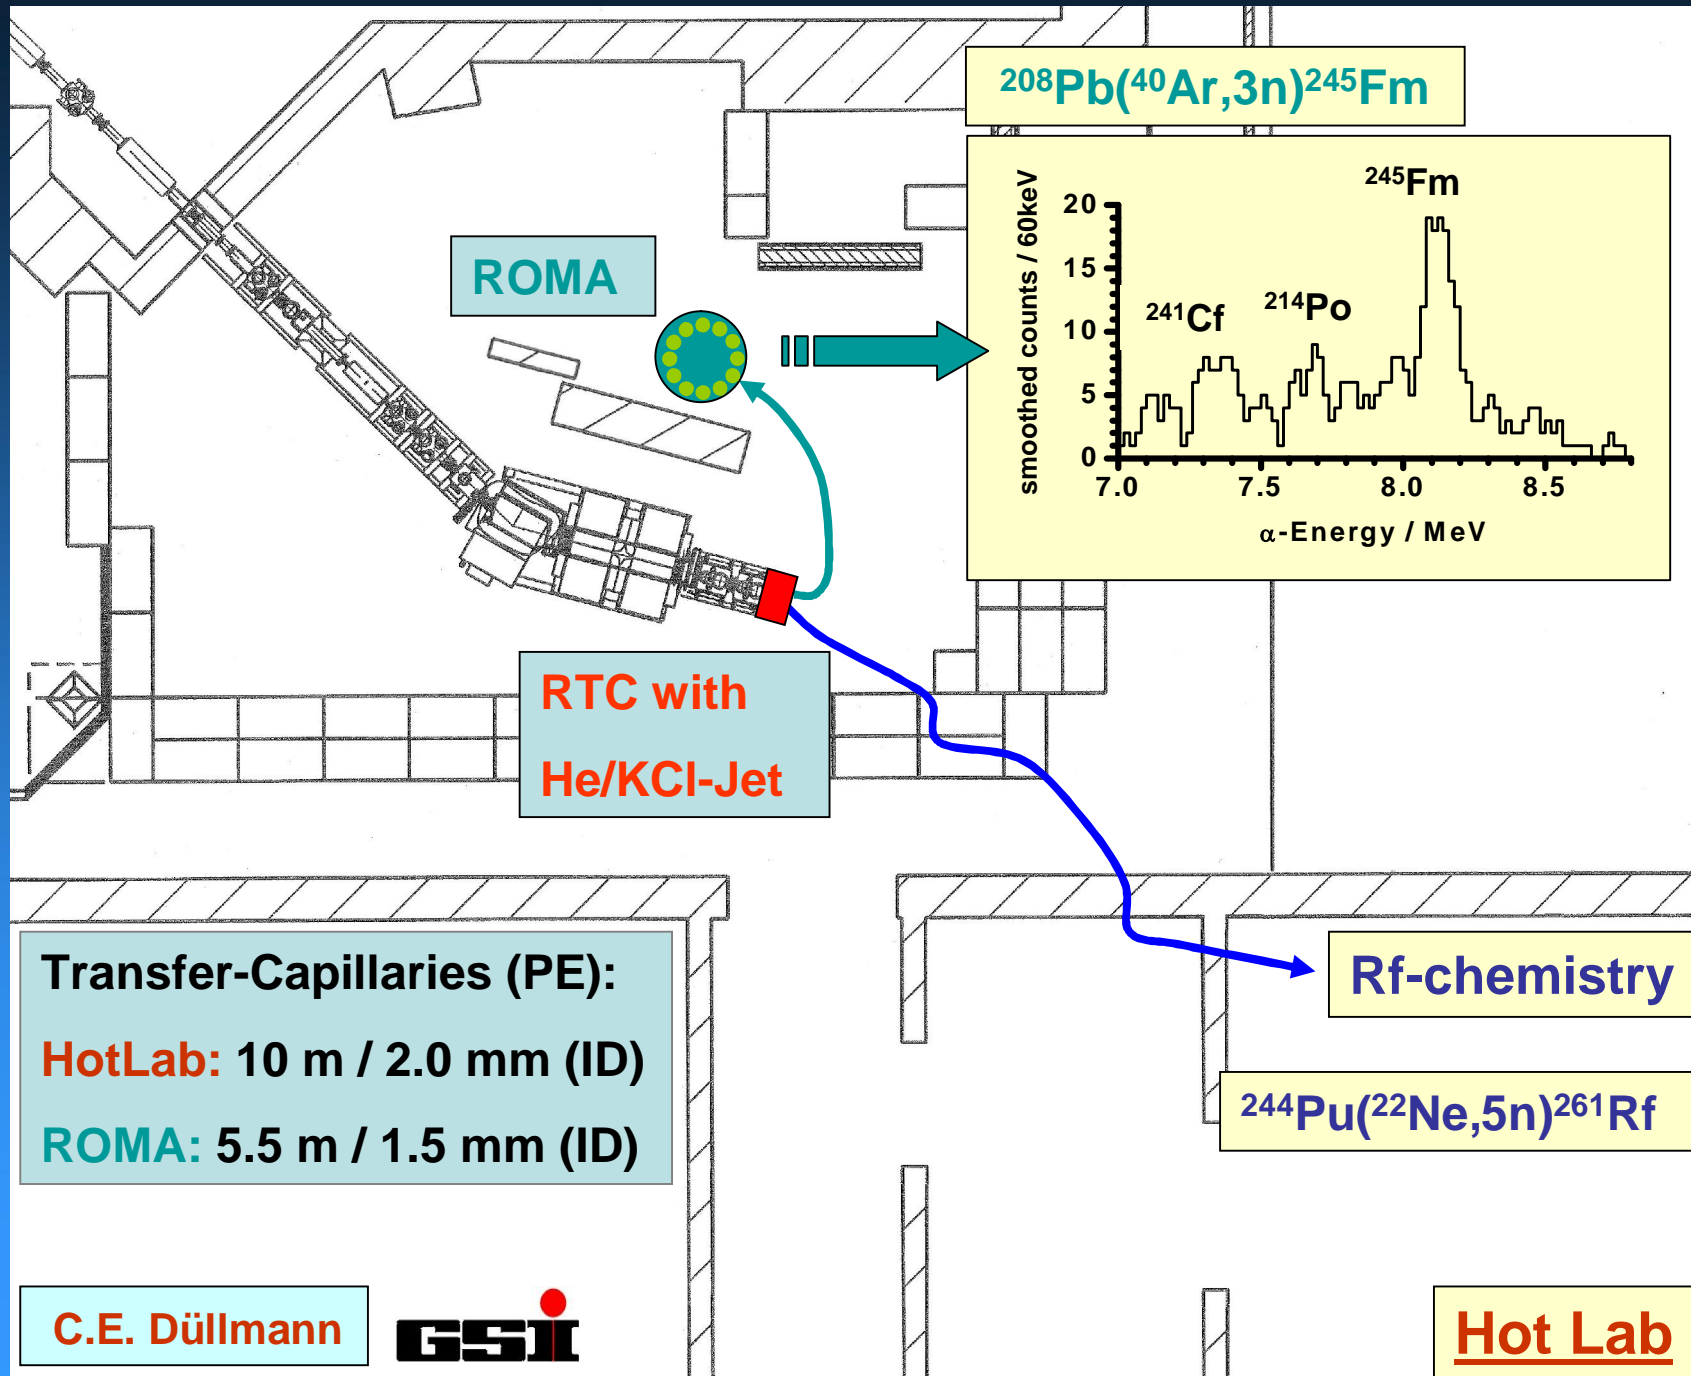 ²⁰⁸Pb(⁴⁰Ar,3n)²⁴⁵Fm
²⁴⁵Fm
²⁴¹Cf
²¹⁴Po
smoothed counts / 60keV
20
15
10
5
0
7.0 7.5 8.0 8.5
α-Energy / MeV
ROMA
RTC with
He/KCl-Jet
Transfer-Capillaries (PE):
HotLab: 10 m / 2.0 mm (ID)
ROMA: 5.5 m / 1.5 mm (ID)
Rf-chemistry
²⁴⁴Pu(²²Ne,5n)²⁶¹Rf
C.E. Düllmann
GSI
Hot Lab